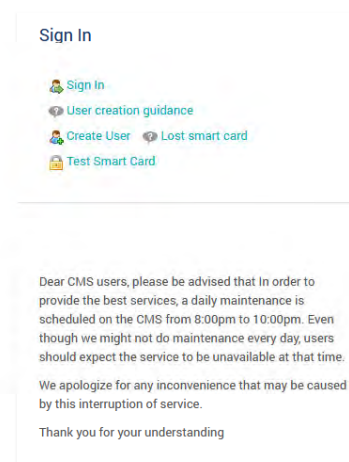 Sign In
Sign In
User creation guidance
Create User Lost smart card
Test Smart Card
Dear CMS users, please be advised that In order to
provide the best services, a daily maintenance is
scheduled on the CMS from 8:00pm to 10:00pm. Even
though we might not do maintenance every day, users
should expect the service to be unavailable at that time.
We apologize for any inconvenience that may be caused
by this interruption of service.
Thank you for your understanding